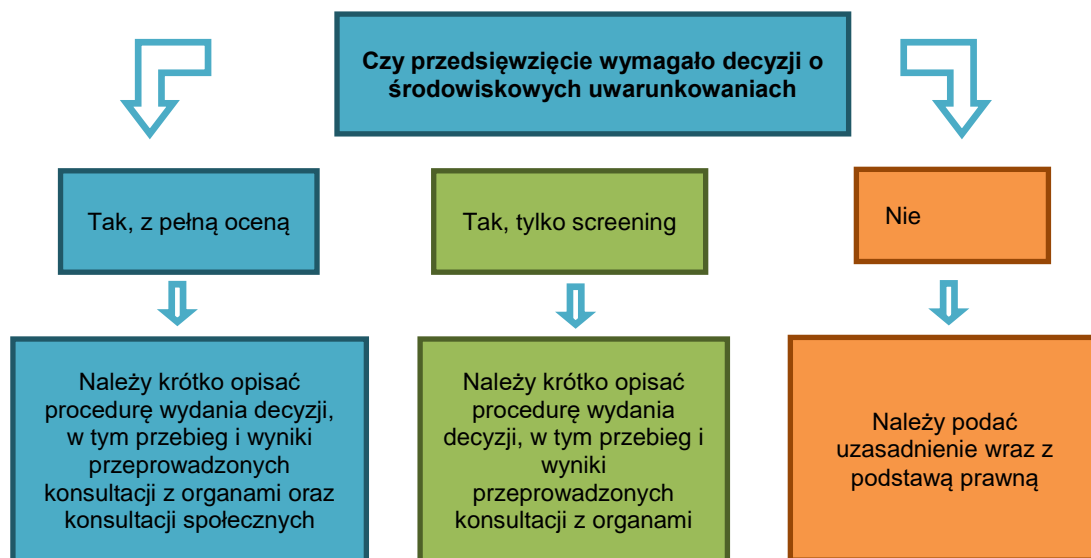 Czy przedsięwzięcie wymagało decyzji o
środowiskowych uwarunkowaniach
Tak, z pełną oceną
Tak, tylko screening
Nie
Należy krótko opisać
procedurę wydania decyzji,
w tym przebieg i wyniki
przeprowadzonych
konsultacji z organami oraz
konsultacji społecznych
Należy krótko opisać
procedurę wydania
decyzji, w tym przebieg i
wyniki
przeprowadzonych
konsultacji z organami
Należy podać
uzasadnienie wraz z
podstawą prawną